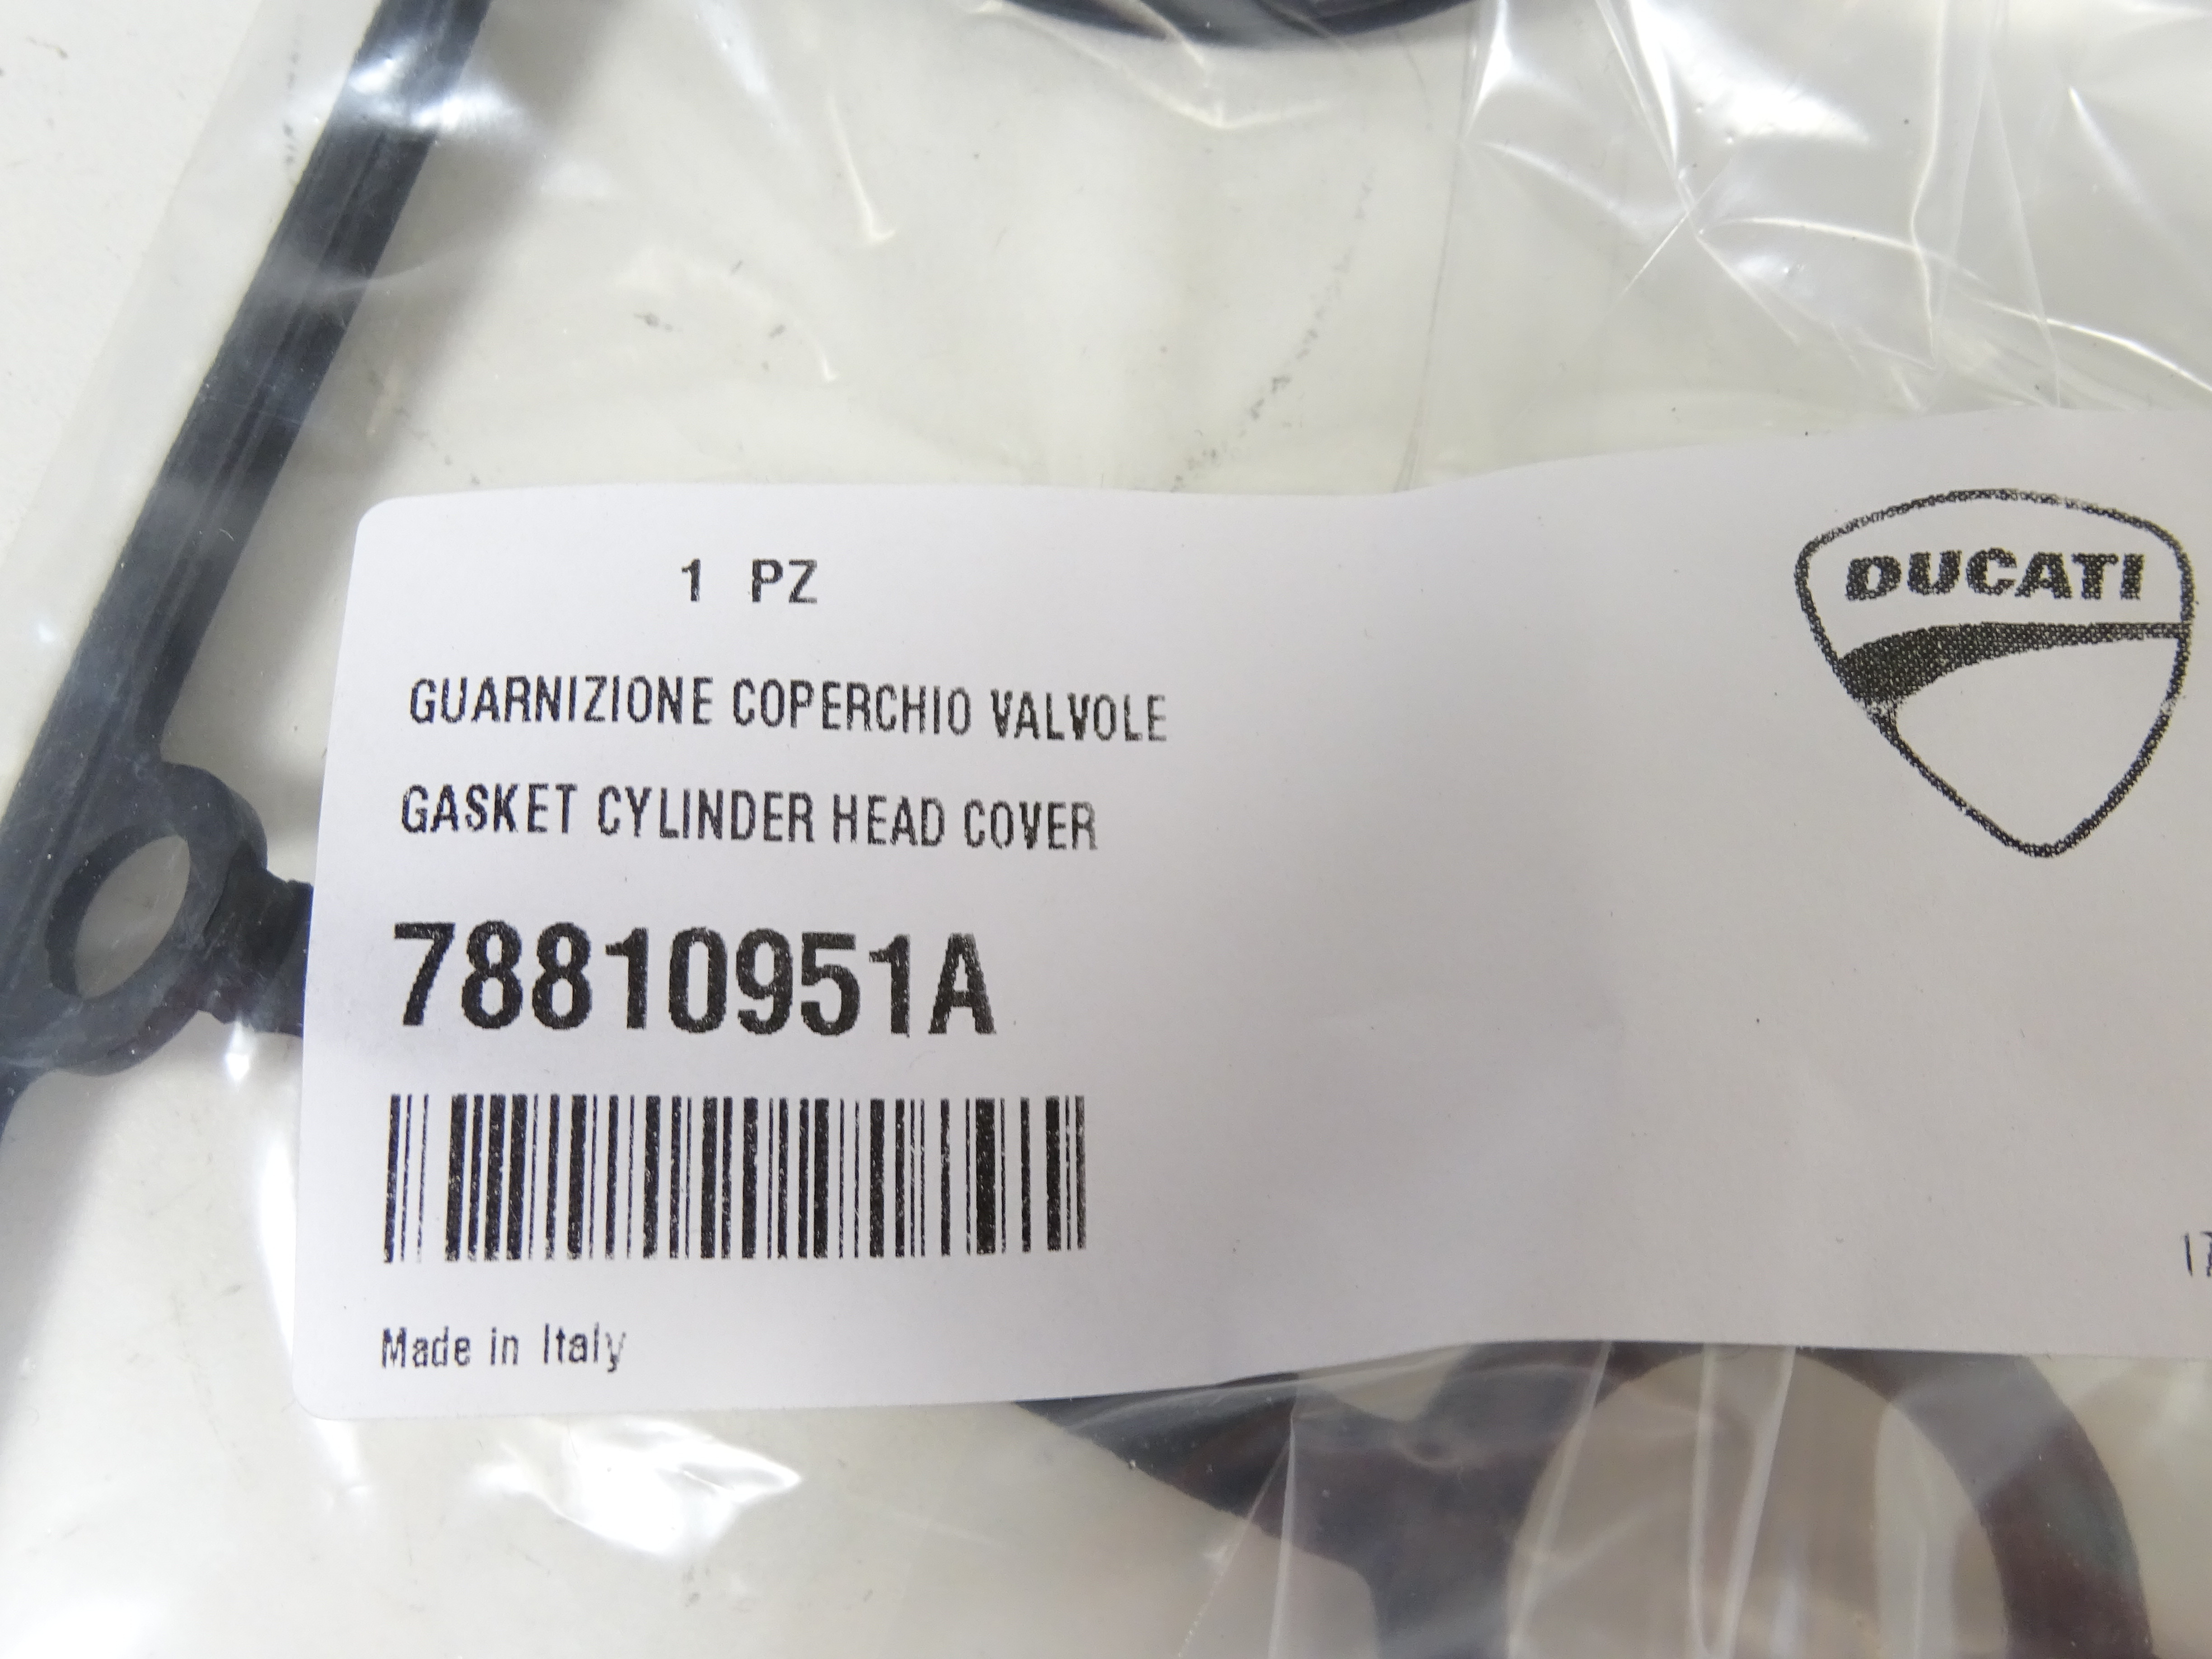 1 PZ
DUCATI
GUARNIZIONE COPERCHIO VALVOLE
GASKET CYLINDER HEAD COVER
78810951A
Made in Italy